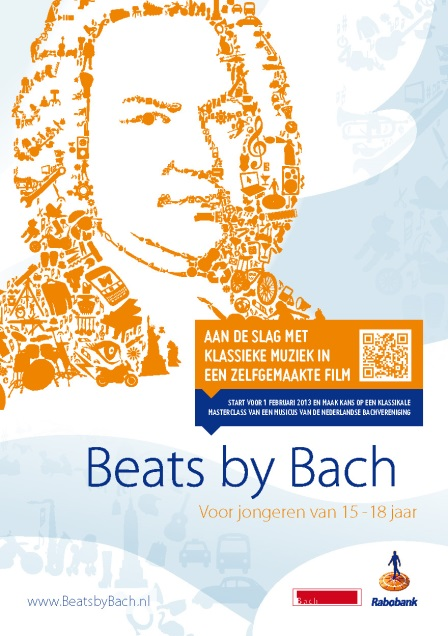 AAN DE SLAG MET
KLASSIEKE MUZIEK IN
EEN ZELFGEMAAKTE FILM
START VOOR 1 FEBRUARI 2013 EN MAAK KANS OP EEN KLASSIKALE
MASTERCLASS VAN EEN MUSICUS VAN DE NEDERLANDSE BACHVERENIGING
Beats by Bach
Voor jongeren van 15 - 18 jaar
www.BeatsbyBach.nl
Bach
Rabobank